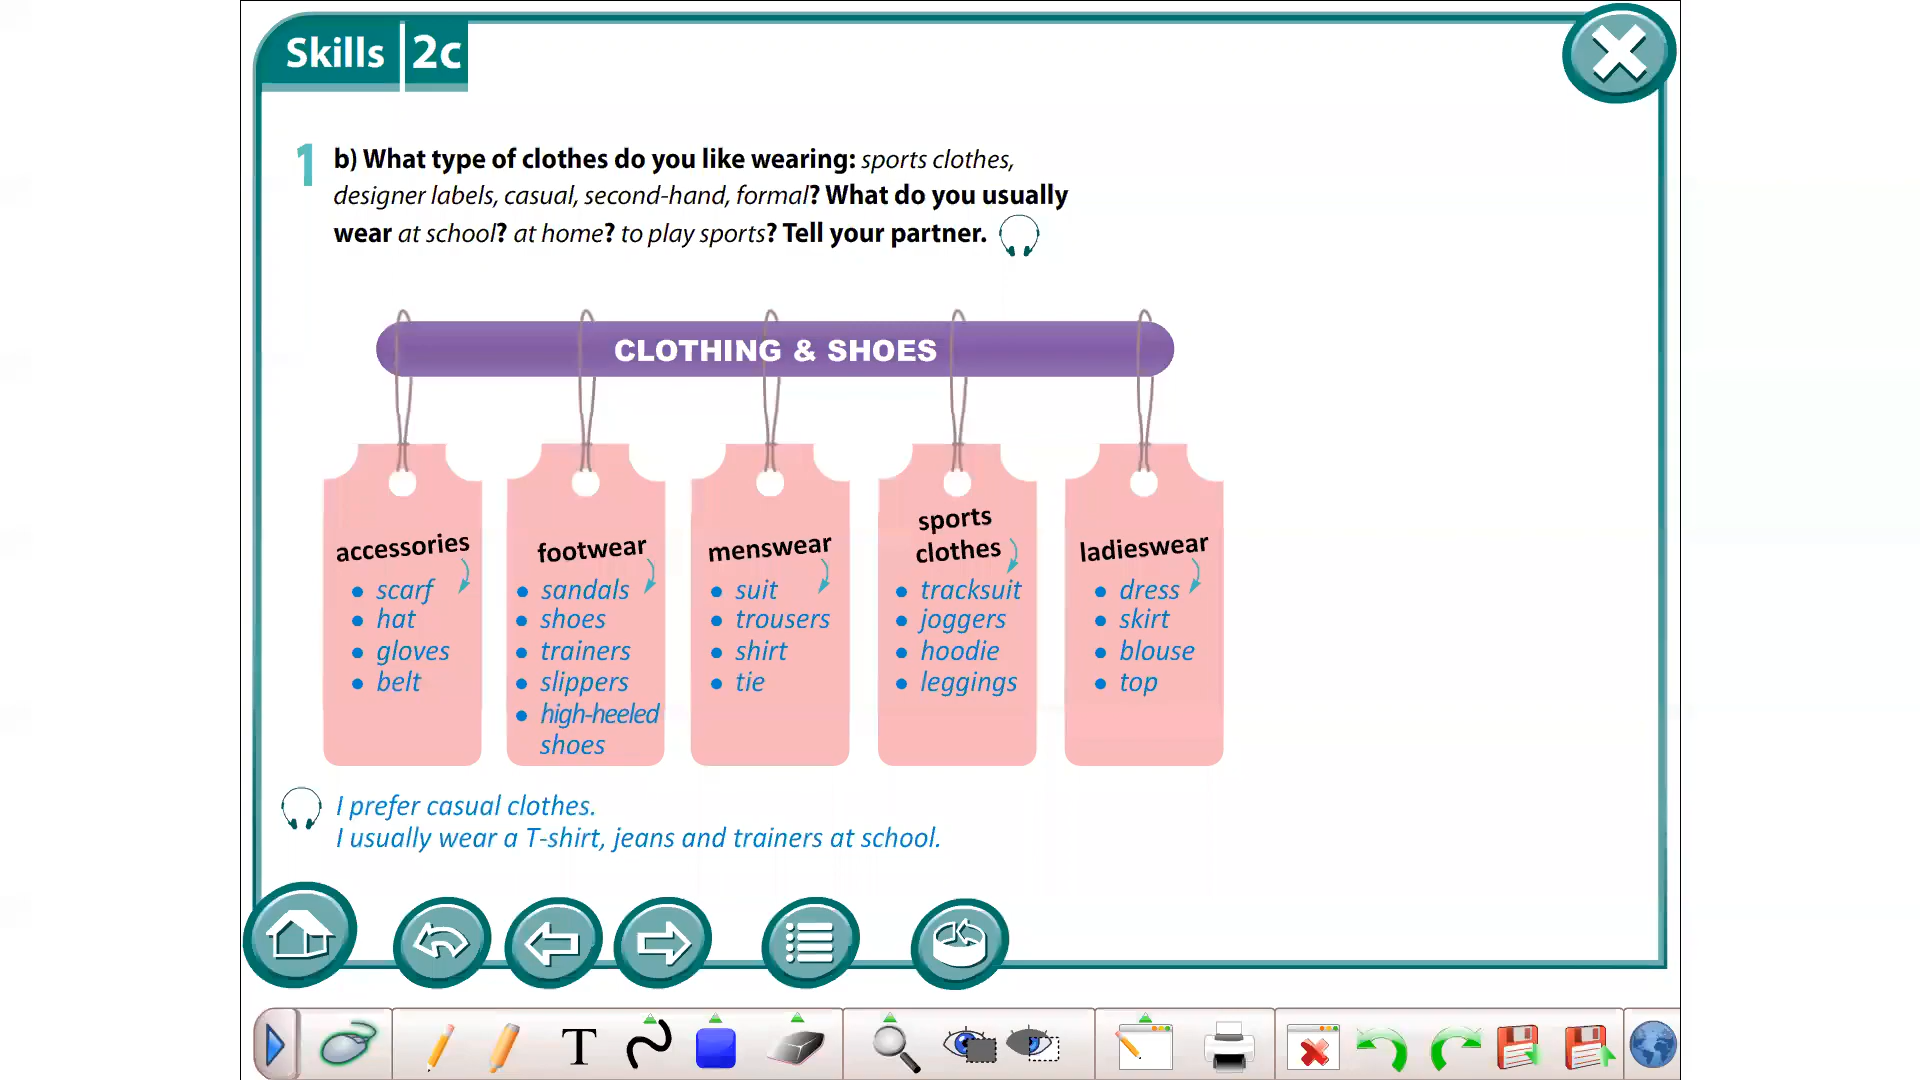 Skills 2c
1 b) What type of clothes do you like wearing: sports clothes,
designer labels, casual, second-hand, formal? What do you usually
wear at school? at home? to play sports? Tell your partner.
CLOTHING & SHOES
accessories
• scarf
• hat
• gloves
• belt
footwear
• sandals
• shoes
• trainers
• slippers
• high-heeled
shoes
menswear
• suit
• trousers
• shirt
• tie
sports
clothes
• tracksuit
• joggers
• hoodie
• leggings
ladieswear
• dress
• skirt
• blouse
• top
I prefer casual clothes.
I usually wear a T-shirt, jeans and trainers at school.
T